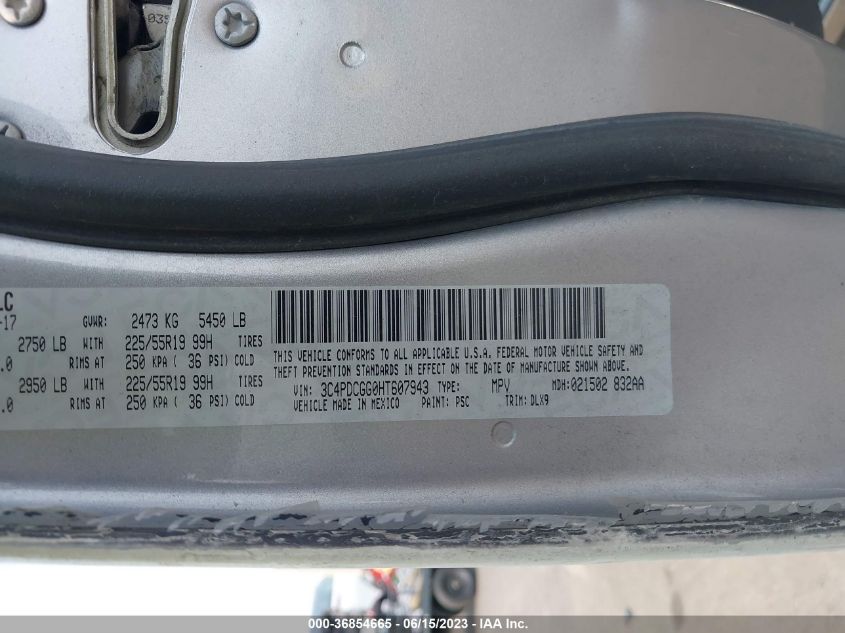 035
LC
-17 GVWR: 2473 KG 5450 LB
2750 LB WITH 225/55R19 99H TIRES
.0 RIMS AT 250 KPA ( 36 PSI) COLD
2950 LB WITH 225/55R19 99H TIRES
.0 RIMS AT 250 KPA ( 36 PSI) COLD
THIS VEHICLE CONFORMS TO ALL APPLICABLE U.S.A. FEDERAL MOTOR VEHICLE SAFETY AND
THEFT PREVENTION STANDARDS IN EFFECT ON THE DATE OF MANUFACTURE SHOWN ABOVE.
VIN: 3C4PDCGG0HT607943 TYPE: MPV MDH:021502 832AA
VEHICLE MADE IN MEXICO PAINT: PSC TRIM: DLX9
000-36854665 - 06/15/2023 - IAA Inc.